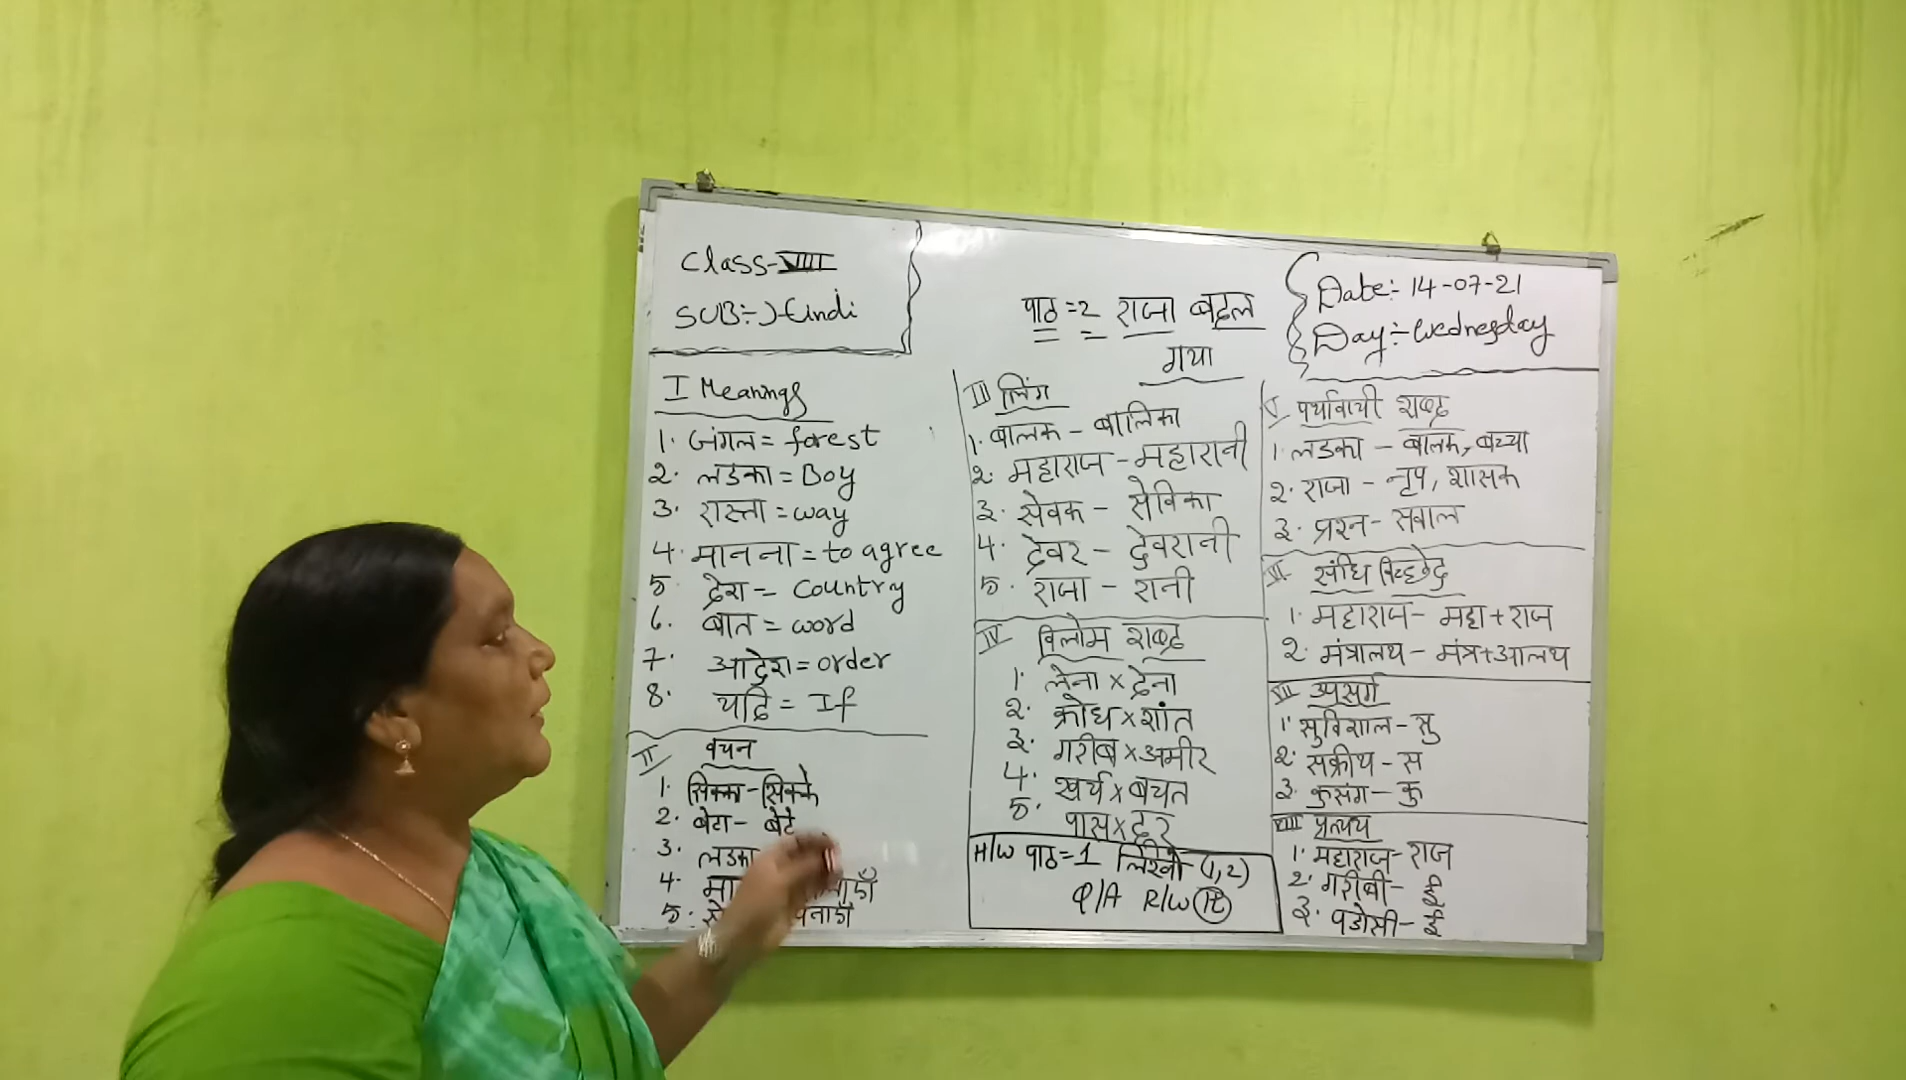 Class-VIII
SUB:-Hindi
पाठ=2 राजा बदल
गया
Date:- 14-07-21
Day:- Wednesday
I Meanings
1. जंगल = forest
2. लडका = Boy
3. रास्ता = way
4. मानना = to agree
5. देश = Country
6. बात = word
7. आदेश = order
8. यदि = If
II वचन
1. सिक्का - सिक्के
2. बेटा - बेटे
3. लडका
4.
5.
III लिंग
1. बालक - बालिका
2. महाराज - महारानी
3. सेवक - सेविका
4. देवर - देवरानी
5. राजा - रानी
IV विलोम शब्द
1. लेना x देना
2. क्रोध x शांत
3. गरीब x अमीर
4. खर्च x बचत
5. पास x दूर
H/W पाठ=1 लिखो-(1,2)
Q/A R/W
V पर्यावाची शब्द
1. लडका - बालक, बच्चा
2. राजा - नृप, शासक
3. प्रश्न - सवाल
VI संधि विच्छेद
1. महाराज - महा+राज
2. मंत्रालय - मंत्र+आलय
VII उपसर्ग
1. सुविशाल - सु
2. सक्रीय - स
3. कुसंग - कु
VIII प्रत्यय
1. महाराज - राज
2. गरीबी - ई
3. पडोसी - ई